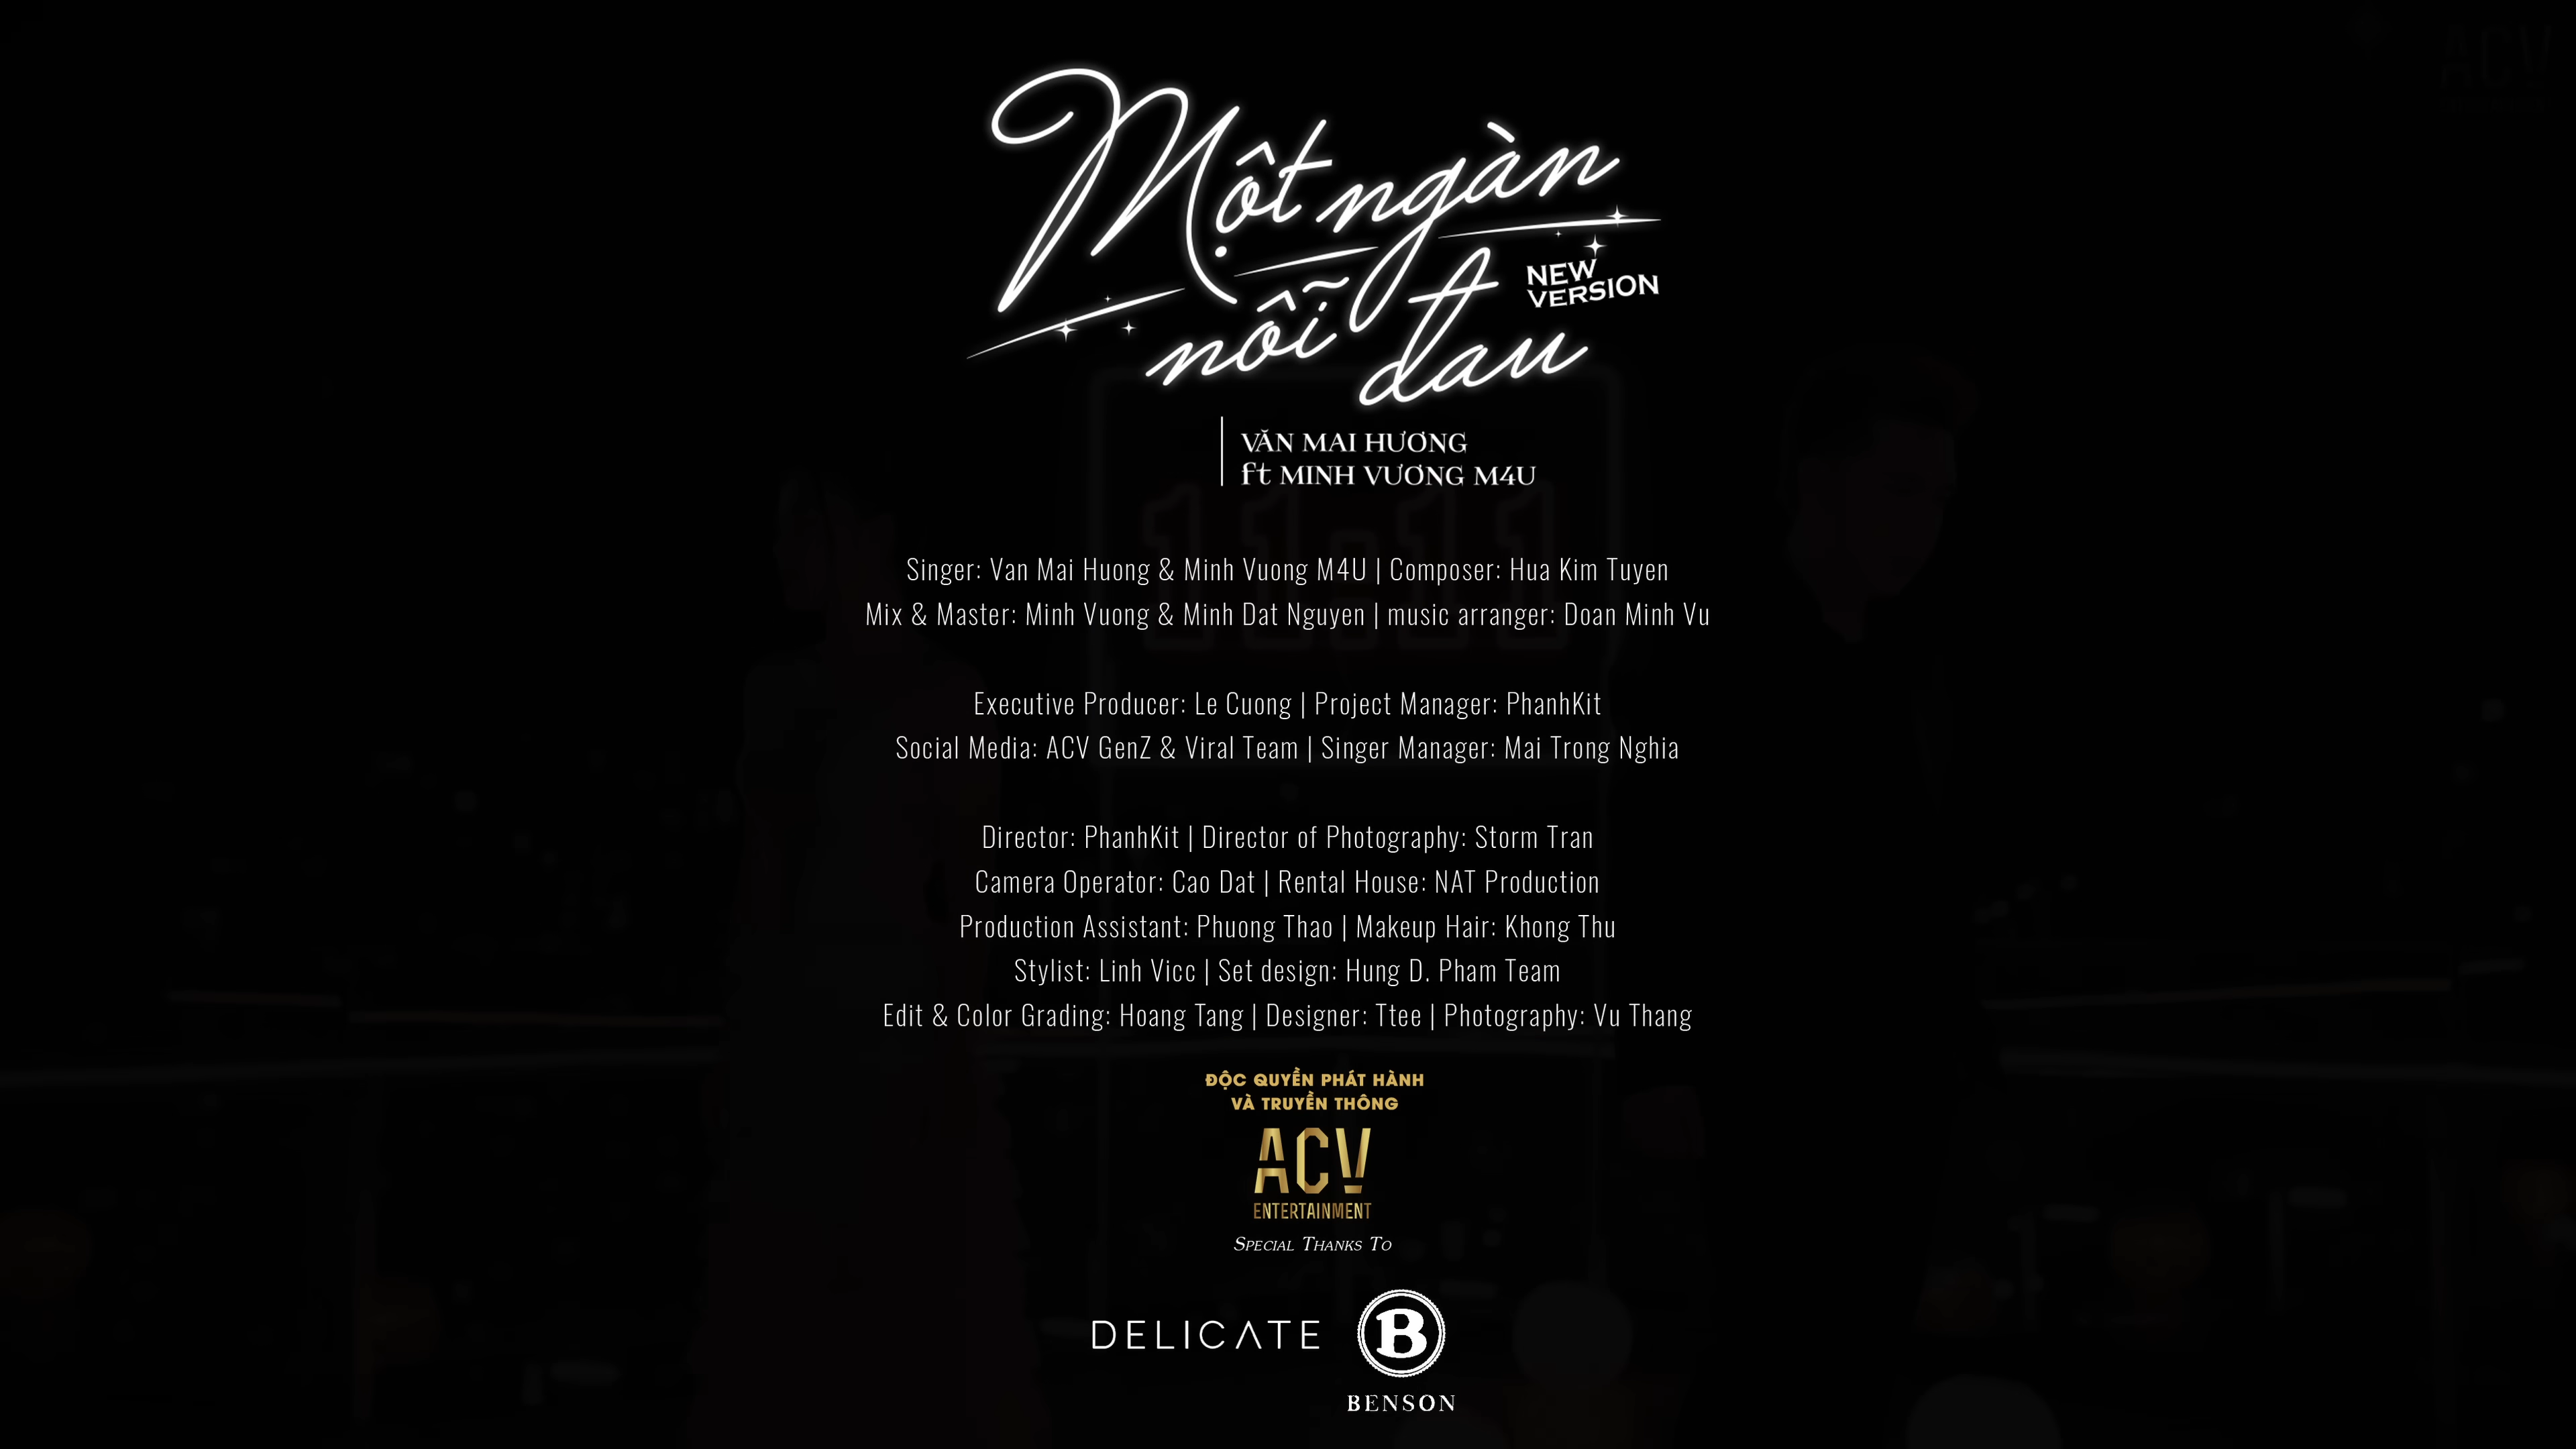 Một ngàn
nỗi đau
NEW
VERSION
VĂN MAI HƯƠNG
ft MINH VƯƠNG M4U
Singer: Van Mai Huong & Minh Vuong M4U | Composer: Hua Kim Tuyen
Mix & Master: Minh Vuong & Minh Dat Nguyen | music arranger: Doan Minh Vu
Executive Producer: Le Cuong | Project Manager: PhanhKit
Social Media: ACV GenZ & Viral Team | Singer Manager: Mai Trong Nghia
Director: PhanhKit | Director of Photography: Storm Tran
Camera Operator: Cao Dat | Rental House: NAT Production
Production Assistant: Phuong Thao | Makeup Hair: Khong Thu
Stylist: Linh Vicc | Set design: Hung D. Pham Team
Edit & Color Grading: Hoang Tang | Designer: Ttee | Photography: Vu Thang
ĐỘC QUYỀN PHÁT HÀNH
VÀ TRUYỀN THÔNG
ACV
ENTERTAINMENT
SPECIAL THANKS TO
DELICATE
B
BENSON
11:11
ACV